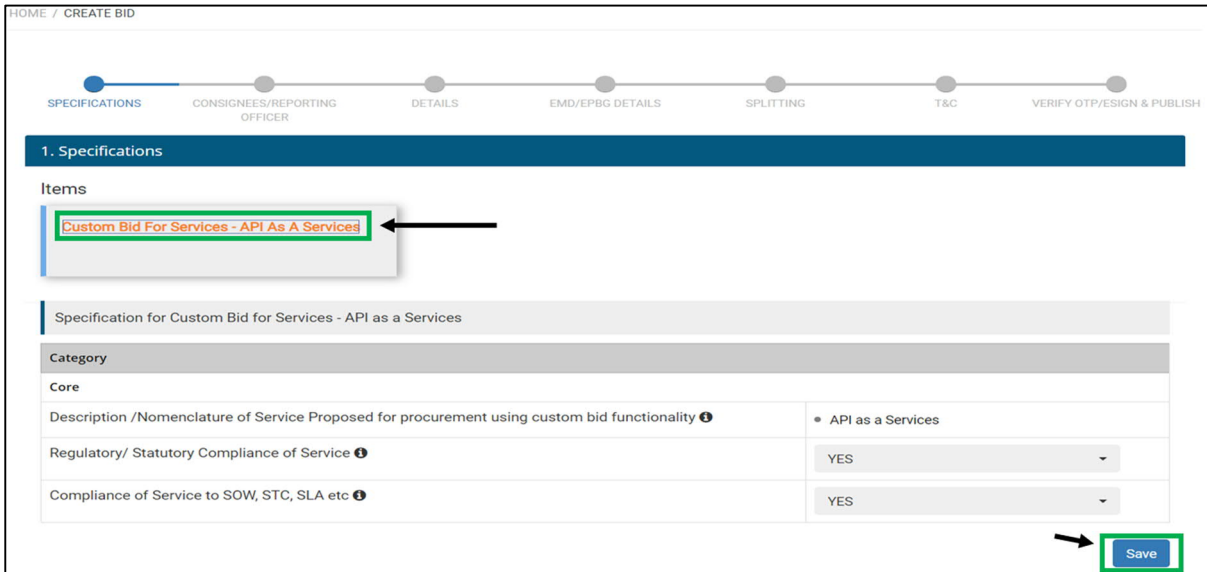 HOME / CREATE BID
SPECIFICATIONS
CONSIGNEES/REPORTING
OFFICER
DETAILS
EMD/EPBG DETAILS
SPLITTING
T&C
VERIFY OTP/ESIGN & PUBLISH
1. Specifications
Items
Custom Bid For Services - API As A Services
Specification for Custom Bid for Services - API as a Services
Category
Core
Description /Nomenclature of Service Proposed for procurement using custom bid functionality
API as a Services
Regulatory/ Statutory Compliance of Service
YES
Compliance of Service to SOW, STC, SLA etc
YES
Save